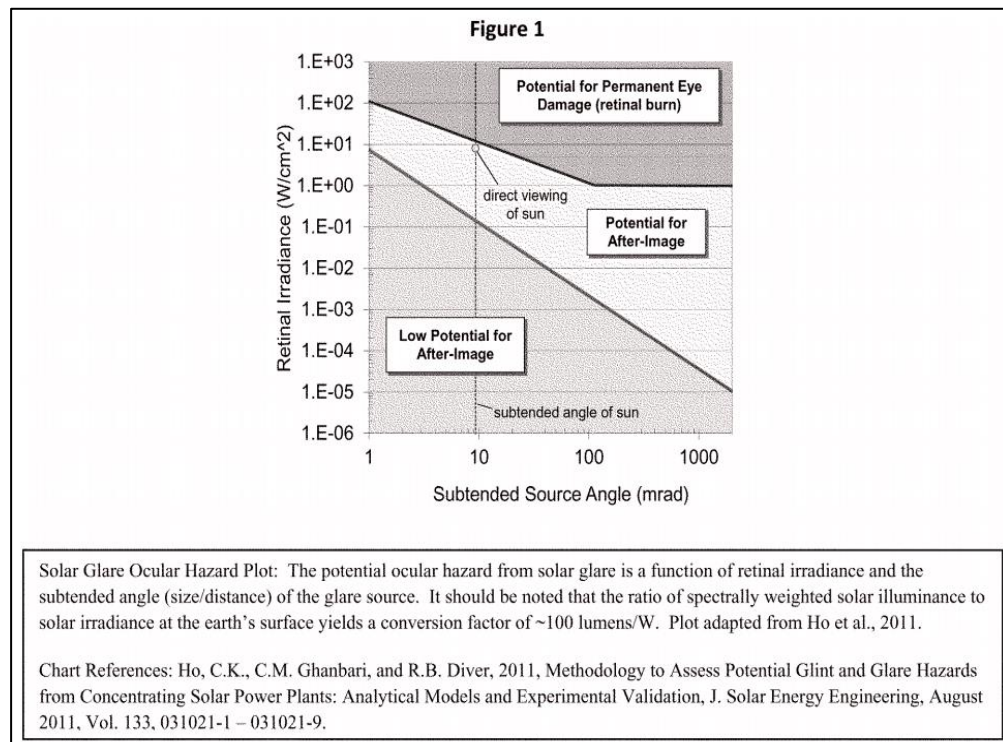 Figure 1
1.E+03
1.E+02
1.E+01
1.E+00
1.E-01
1.E-02
1.E-03
1.E-04
1.E-05
1.E-06
Retinal Irradiance (W/cm^2)
Potential for Permanent Eye
Damage (retinal burn)
direct viewing
of sun
Potential for
After-Image
Low Potential for
After-Image
subtended angle of sun
1 10 100 1000
Subtended Source Angle (mrad)
Solar Glare Ocular Hazard Plot: The potential ocular hazard from solar glare is a function of retinal irradiance and the
subtended angle (size/distance) of the glare source. It should be noted that the ratio of spectrally weighted solar illuminance to
solar irradiance at the earth's surface yields a conversion factor of ~100 lumens/W. Plot adapted from Ho et al., 2011.
Chart References: Ho, C.K., C.M. Ghanbari, and R.B. Diver, 2011, Methodology to Assess Potential Glint and Glare Hazards
from Concentrating Solar Power Plants: Analytical Models and Experimental Validation, J. Solar Energy Engineering, August
2011, Vol. 133, 031021-1 – 031021-9.